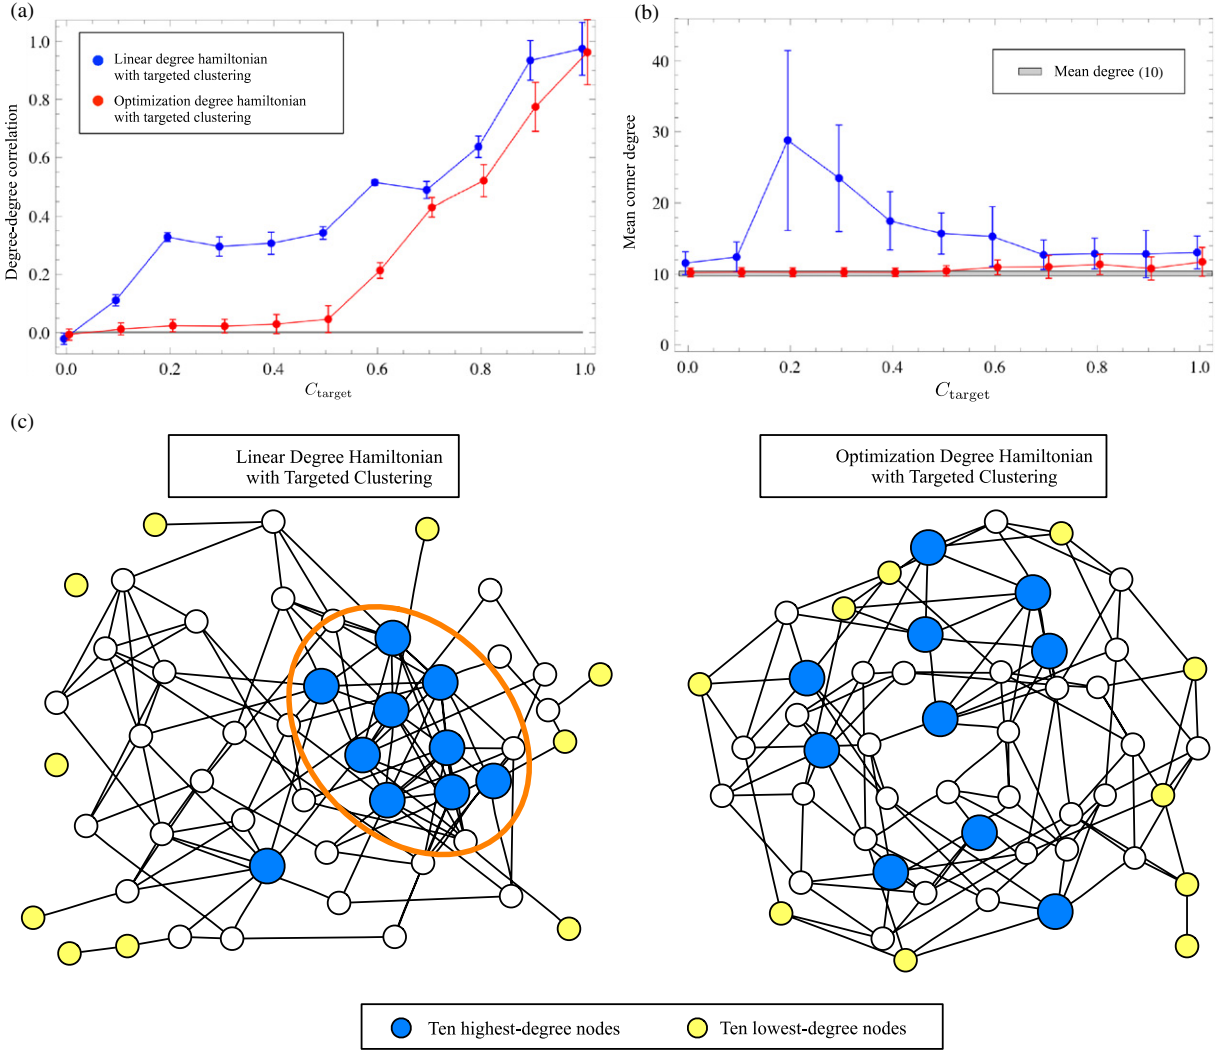 (a)
1.0
0.8
0.6
0.4
0.2
0.0
Degree-degree correlation
Linear degree hamiltonian
with targeted clustering
Optimization degree hamiltonian
with targeted clustering
0.0 0.2 0.4 0.6 0.8 1.0
C_target
(b)
40
30
20
10
0
Mean corner degree
Mean degree (10)
0.0 0.2 0.4 0.6 0.8 1.0
C_target
(c)
Linear Degree Hamiltonian
with Targeted Clustering
Optimization Degree Hamiltonian
with Targeted Clustering
Ten highest-degree nodes
Ten lowest-degree nodes